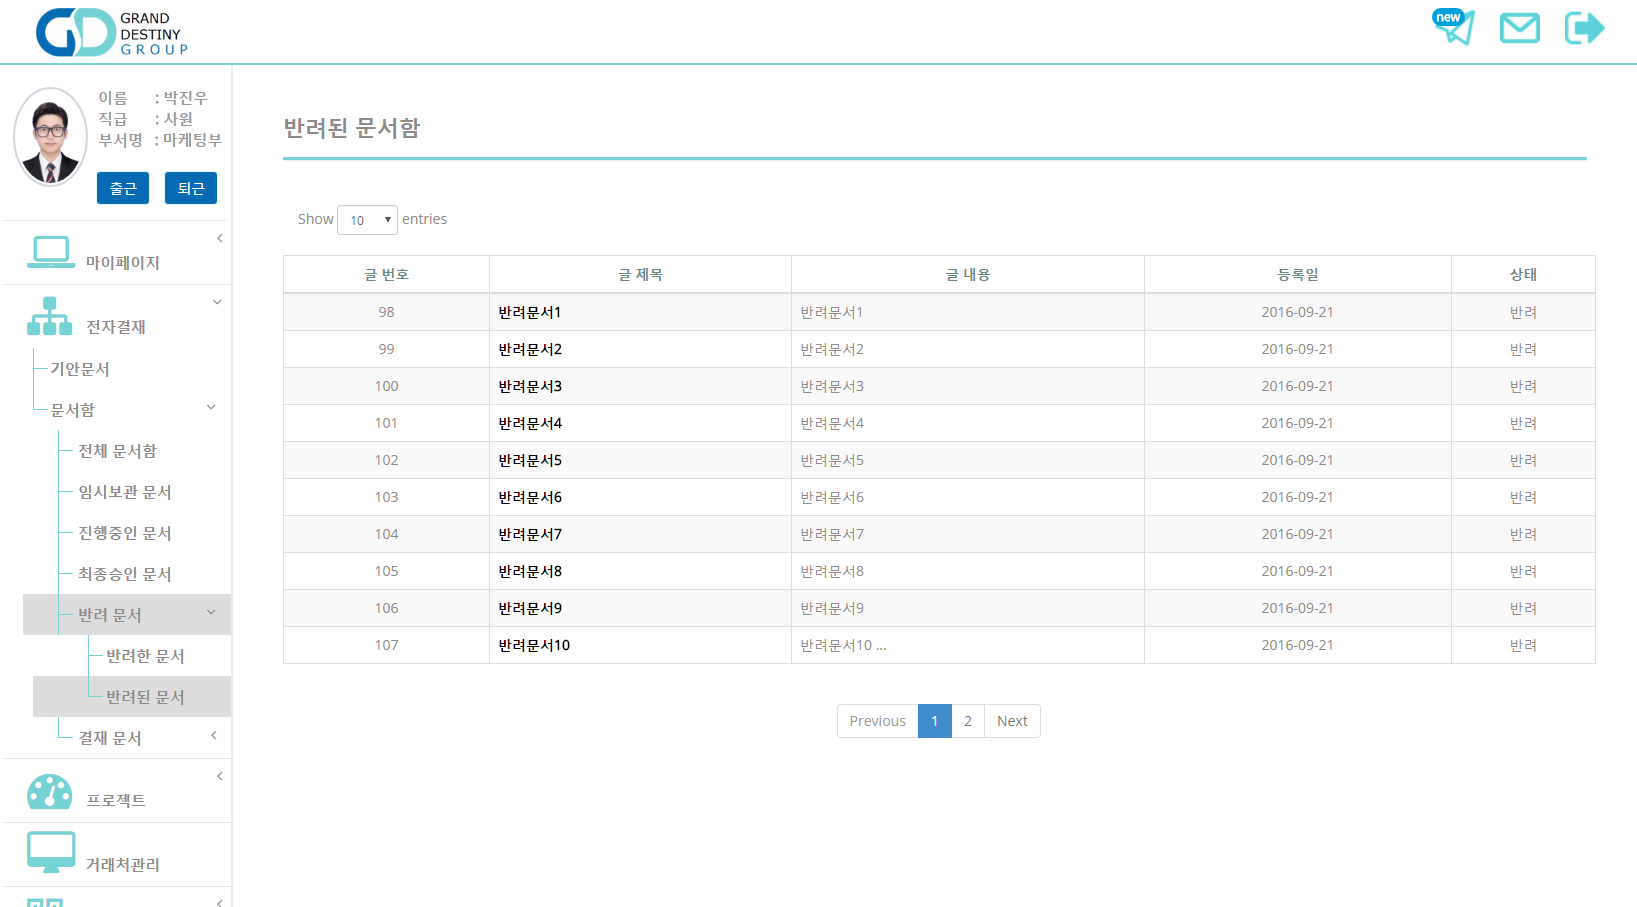 GRAND
DESTINY
GROUP
new
이름 : 박진우
직급 : 사원
부서명 : 마케팅부
출근 퇴근
마이페이지
전자결재
기안문서
문서함
전체 문서함
임시보관 문서
진행중인 문서
최종승인 문서
반려 문서
반려한 문서
반려된 문서
결재 문서
프로젝트
거래처관리
반려된 문서함
Show 10 entries
글 번호 글 제목 글 내용 등록일 상태
98 반려문서1 반려문서1 2016-09-21 반려
99 반려문서2 반려문서2 2016-09-21 반려
100 반려문서3 반려문서3 2016-09-21 반려
101 반려문서4 반려문서4 2016-09-21 반려
102 반려문서5 반려문서5 2016-09-21 반려
103 반려문서6 반려문서6 2016-09-21 반려
104 반려문서7 반려문서7 2016-09-21 반려
105 반려문서8 반려문서8 2016-09-21 반려
106 반려문서9 반려문서9 2016-09-21 반려
107 반려문서10 반려문서10 ... 2016-09-21 반려
Previous 1 2 Next